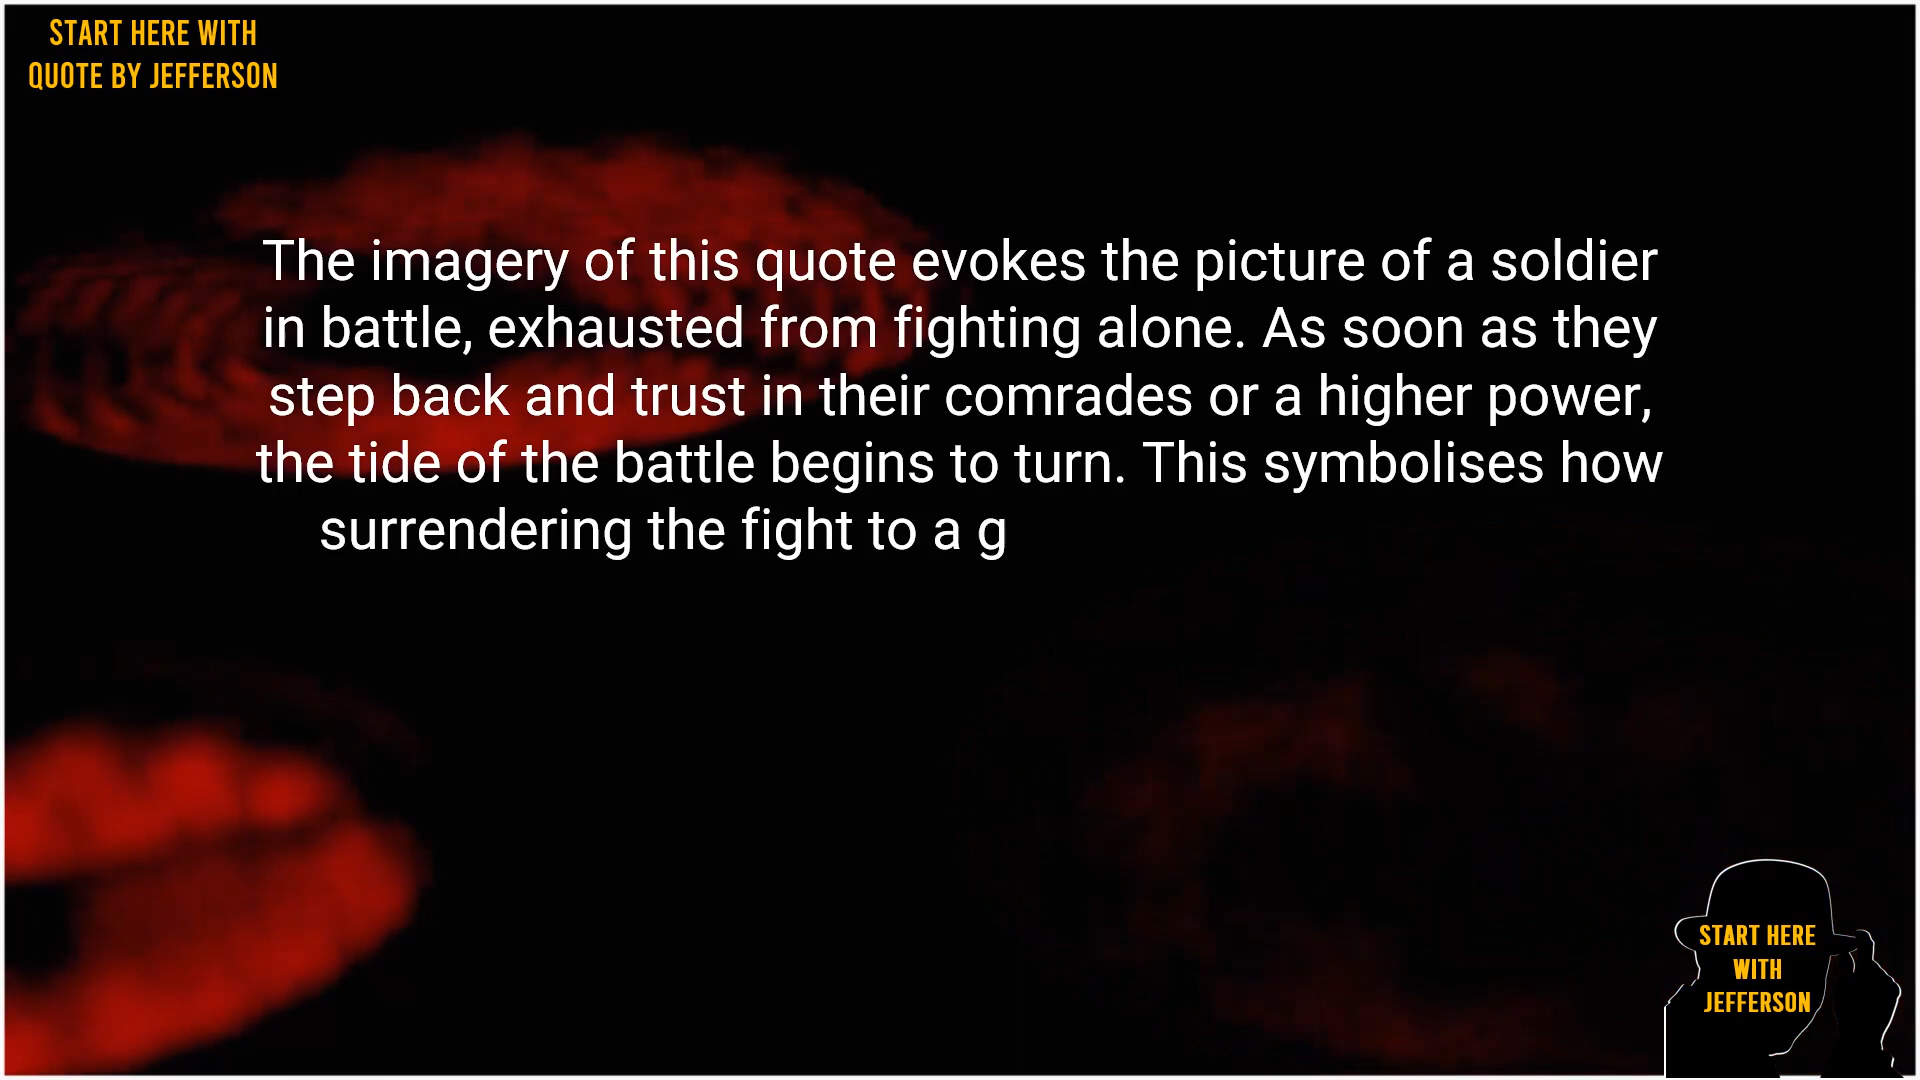 START HERE WITH
QUOTE BY JEFFERSON
The imagery of this quote evokes the picture of a soldier
in battle, exhausted from fighting alone. As soon as they
step back and trust in their comrades or a higher power,
the tide of the battle begins to turn. This symbolises how
surrendering the fight to a g
START HERE
WITH
JEFFERSON